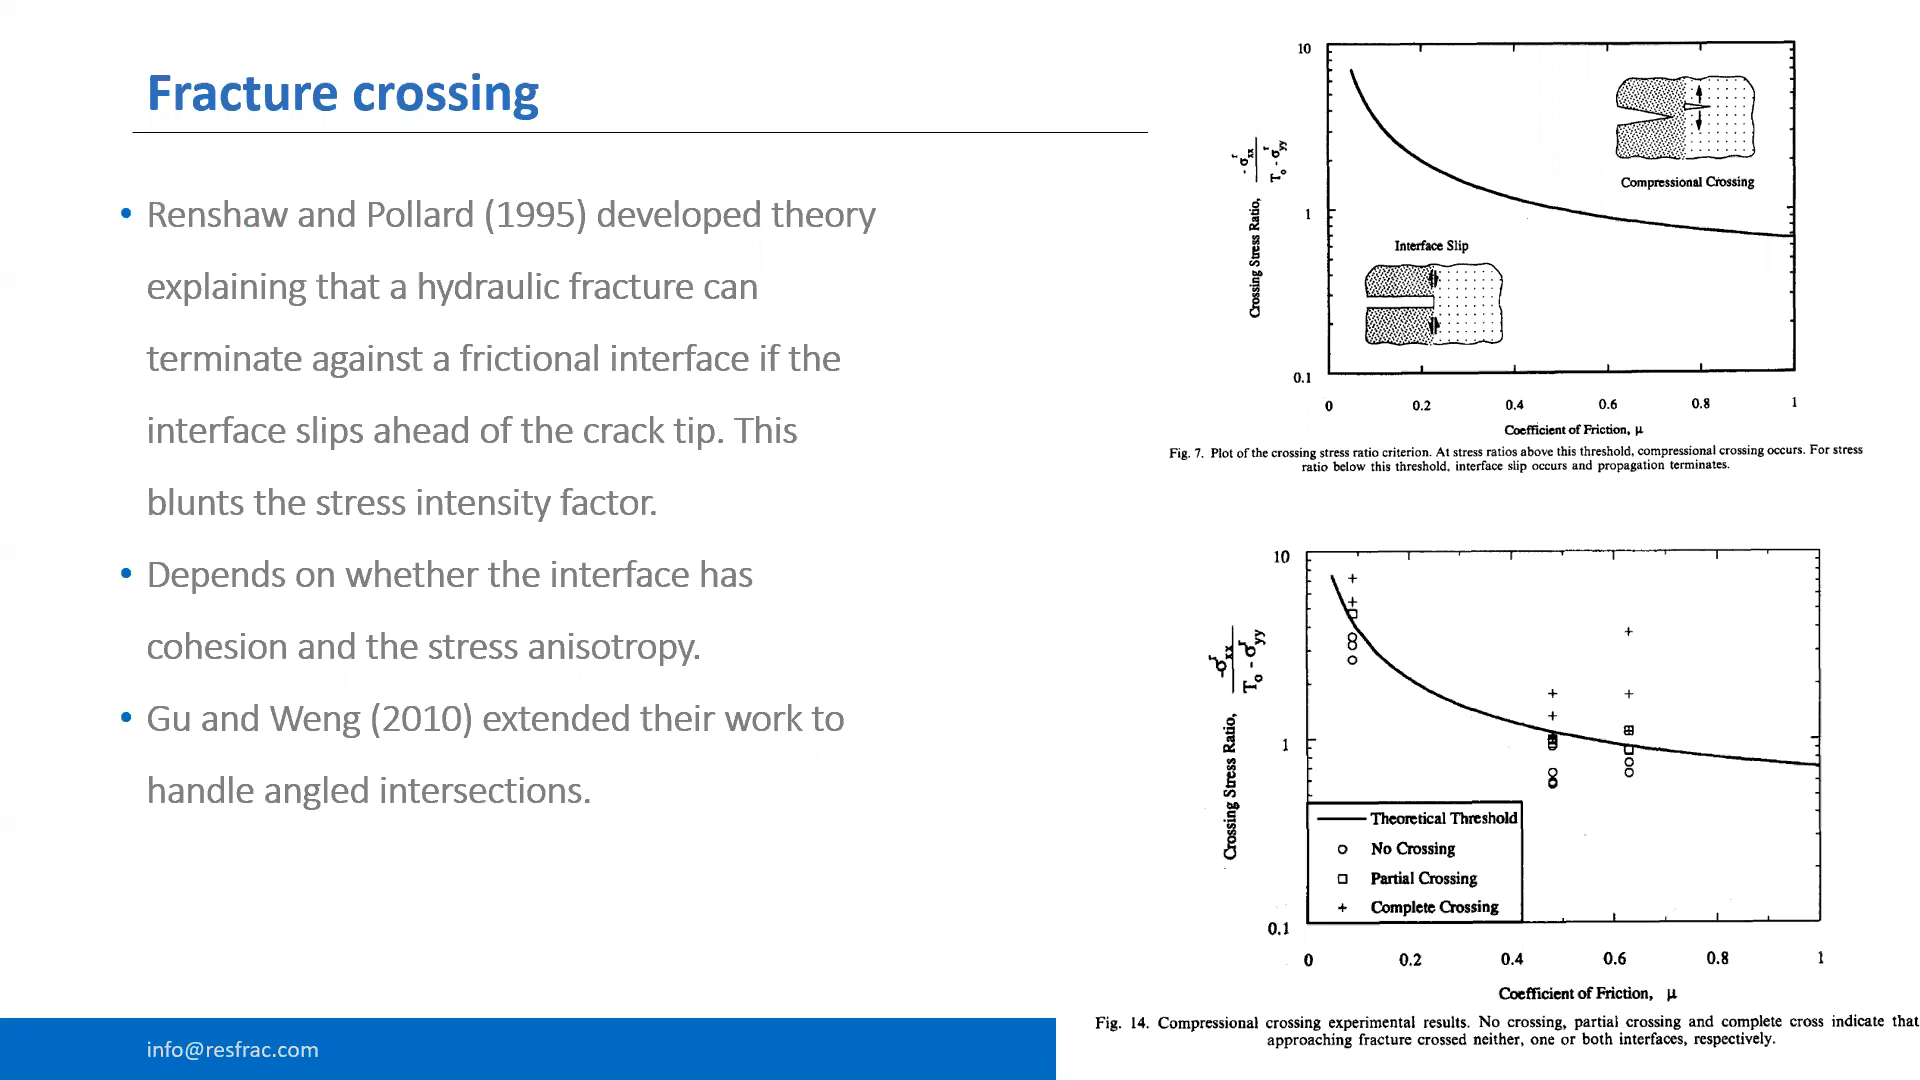 Fracture crossing
• Renshaw and Pollard (1995) developed theory
explaining that a hydraulic fracture can
terminate against a frictional interface if the
interface slips ahead of the crack tip. This
blunts the stress intensity factor.
• Depends on whether the interface has
cohesion and the stress anisotropy.
• Gu and Weng (2010) extended their work to
handle angled intersections.
info@resfrac.com
10
1
0.1
Crossing Stress Ratio, -σʳxx / T₀ - σʳyy
Compressional Crossing
Interface Slip
0 0.2 0.4 0.6 0.8 1
Coefficient of Friction, μ
Fig. 7. Plot of the crossing stress ratio criterion. At stress ratios above this threshold, compressional crossing occurs. For stress
ratio below this threshold, interface slip occurs and propagation terminates.
10
1
0.1
Crossing Stress Ratio, -σʳxx / T₀ - σʳyy
Theoretical Threshold
No Crossing
Partial Crossing
Complete Crossing
0 0.2 0.4 0.6 0.8 1
Coefficient of Friction, μ
Fig. 14. Compressional crossing experimental results. No crossing, partial crossing and complete cross indicate that
approaching fracture crossed neither, one or both interfaces, respectively.